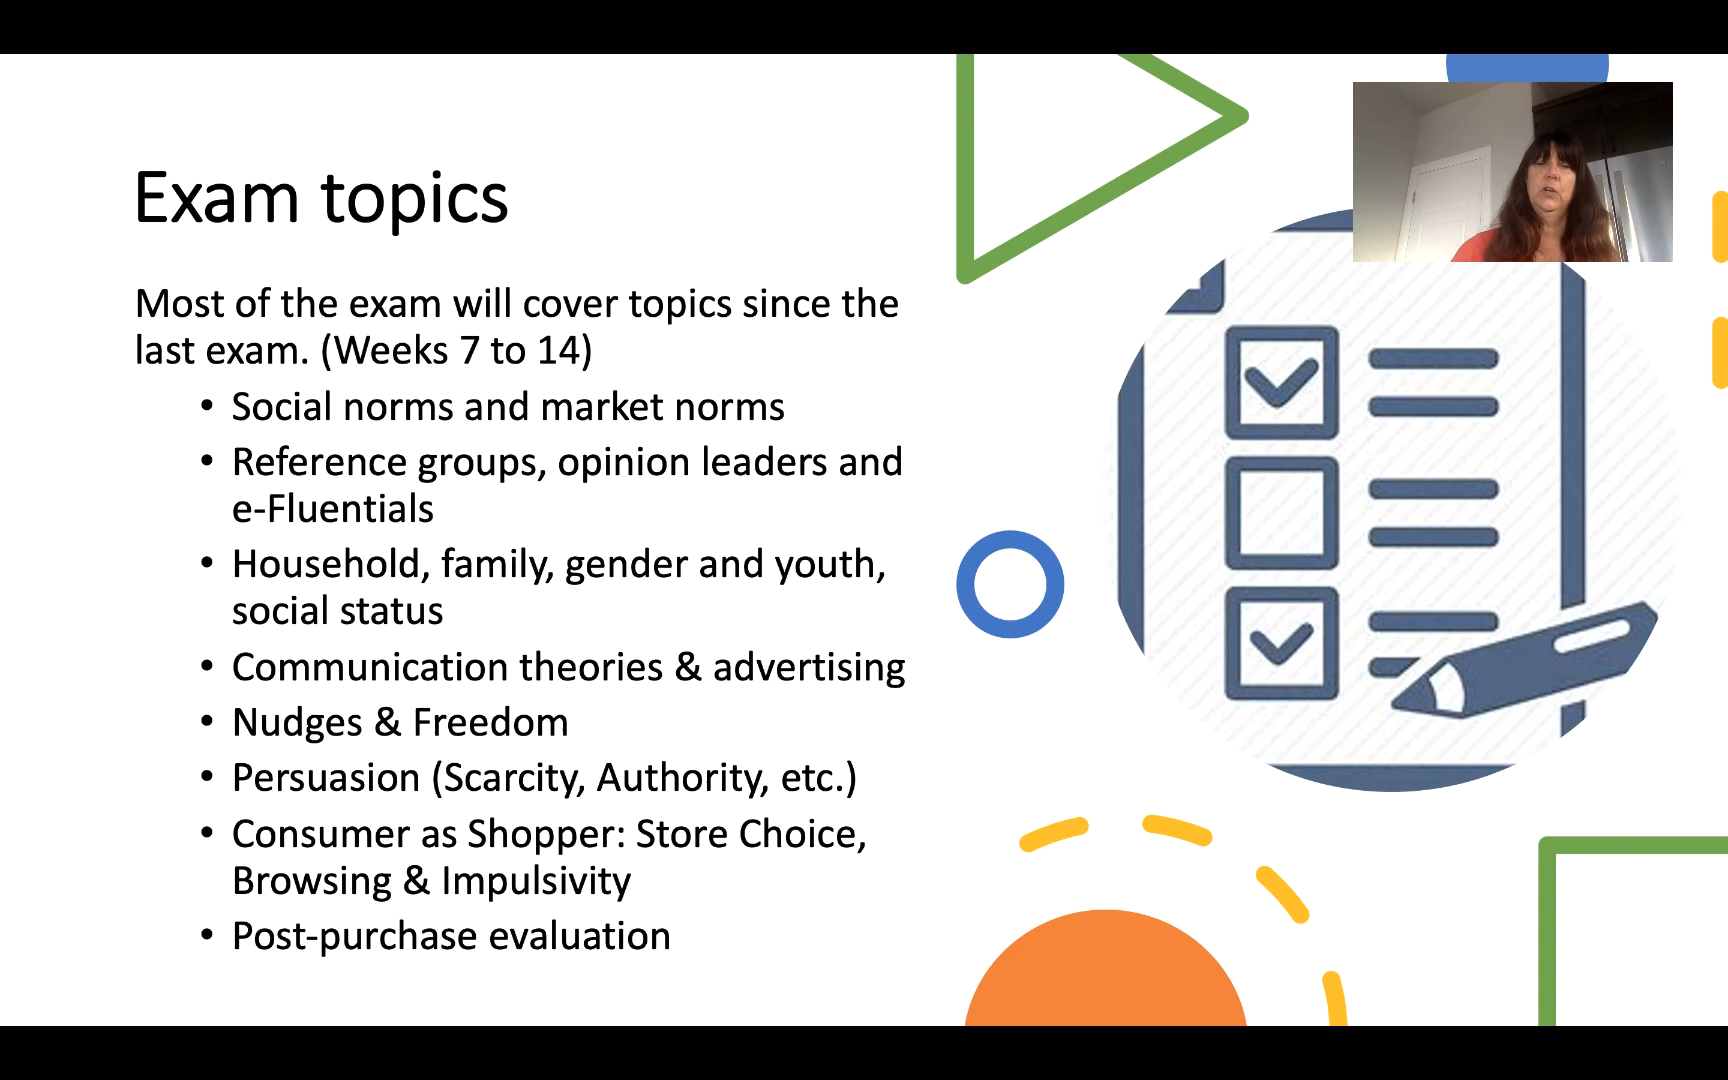 Exam topics
Most of the exam will cover topics since the
last exam. (Weeks 7 to 14)
• Social norms and market norms
• Reference groups, opinion leaders and
e-Fluentials
• Household, family, gender and youth,
social status
• Communication theories & advertising
• Nudges & Freedom
• Persuasion (Scarcity, Authority, etc.)
• Consumer as Shopper: Store Choice,
Browsing & Impulsivity
• Post-purchase evaluation